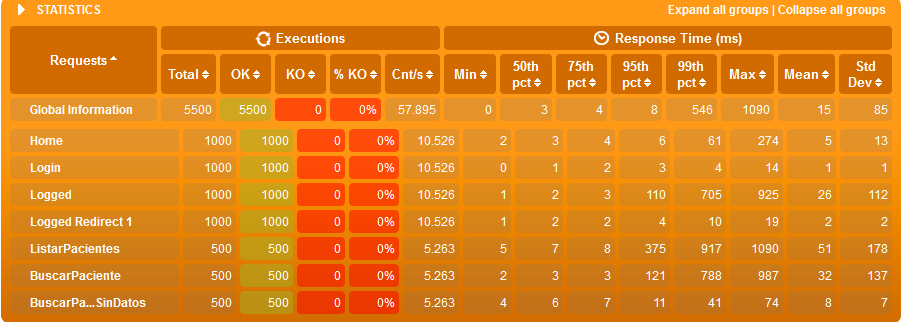 STATISTICS Expand all groups | Collapse all groups
Requests Executions Response Time (ms)
Total OK KO % KO Cnt/s Min 50th pct 75th pct 95th pct 99th pct Max Mean Std Dev
Global Information 5500 5500 0 0% 57.895 0 3 4 8 546 1090 15 85
Home 1000 1000 0 0% 10.526 2 3 4 6 61 274 5 13
Login 1000 1000 0 0% 10.526 0 1 2 3 4 14 1 1
Logged 1000 1000 0 0% 10.526 1 2 3 110 705 925 26 112
Logged Redirect 1 1000 1000 0 0% 10.526 1 2 2 4 10 19 2 2
ListarPacientes 500 500 0 0% 5.263 5 7 8 375 917 1090 51 178
BuscarPaciente 500 500 0 0% 5.263 2 3 3 121 788 987 32 137
BuscarPa...SinDatos 500 500 0 0% 5.263 4 6 7 11 41 74 8 7